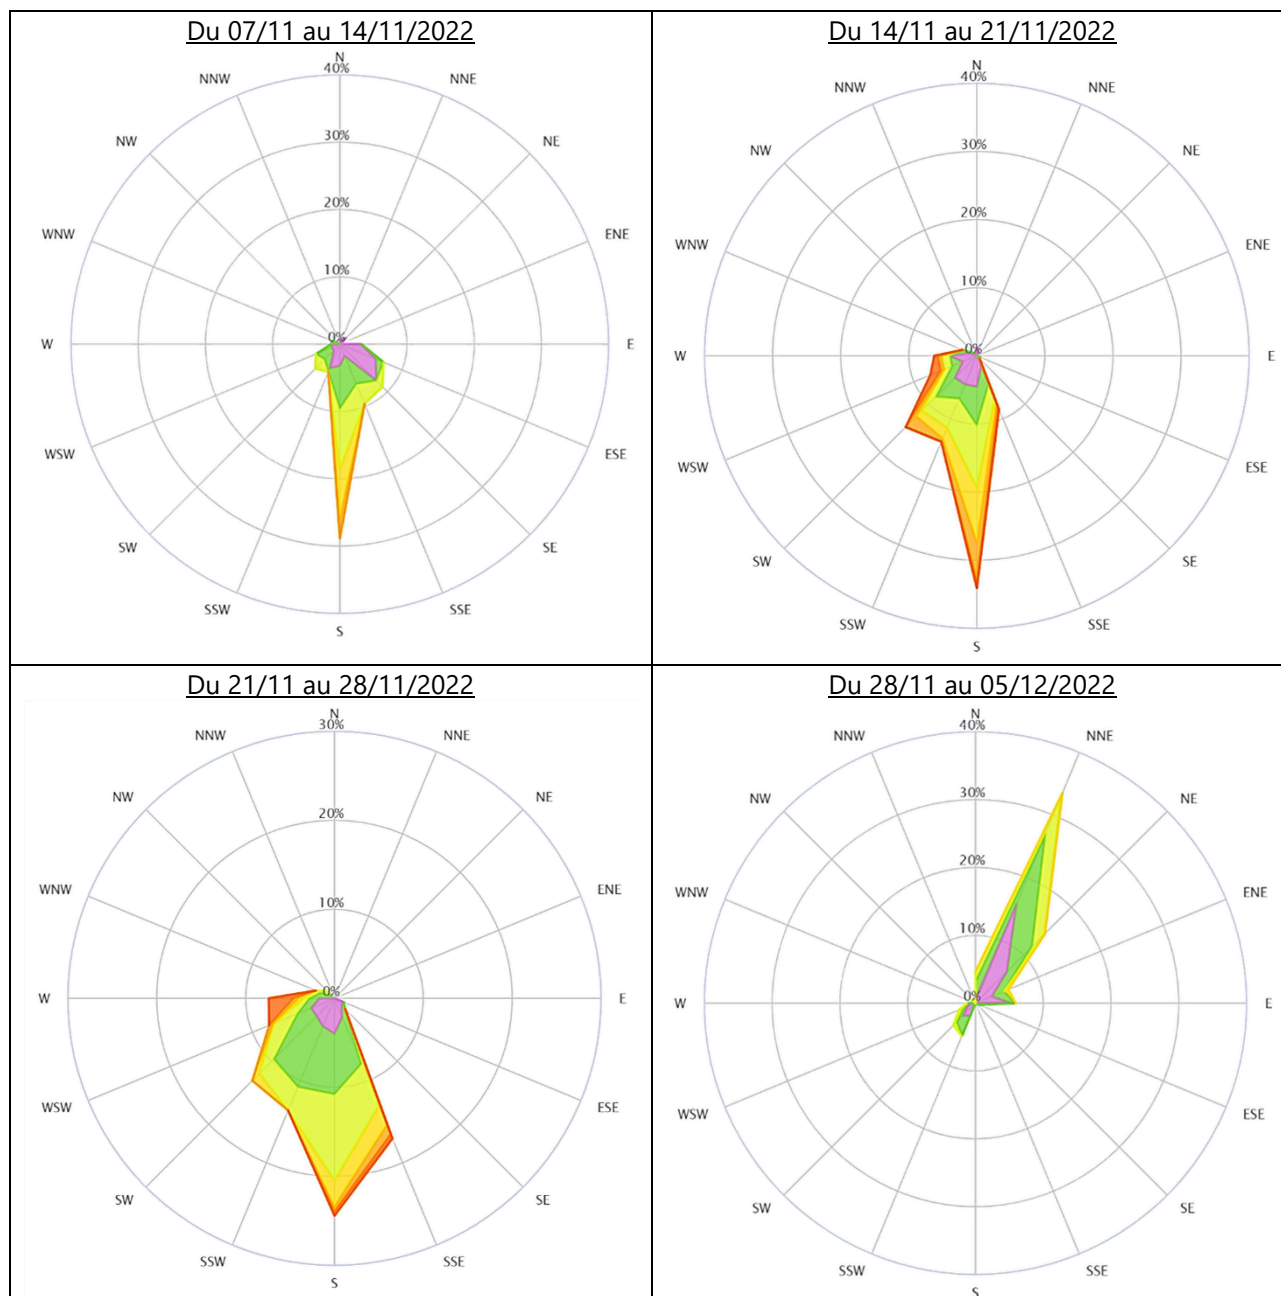 Du 07/11 au 14/11/2022
N
40%
NNW
NNE
30%
NW
NE
20%
WNW
ENE
10%
0%
W
E
WSW
ESE
SW
SE
SSW
SSE
S
Du 14/11 au 21/11/2022
N
40%
NNW
NNE
30%
NW
NE
20%
WNW
ENE
10%
0%
W
E
WSW
ESE
SW
SE
SSW
SSE
S
Du 21/11 au 28/11/2022
N
30%
NNW
NNE
NW
NE
20%
WNW
ENE
10%
0%
W
E
WSW
ESE
SW
SE
SSW
SSE
S
Du 28/11 au 05/12/2022
N
40%
NNW
NNE
30%
NW
NE
20%
WNW
ENE
10%
0%
W
E
WSW
ESE
SW
SE
SSW
SSE
S